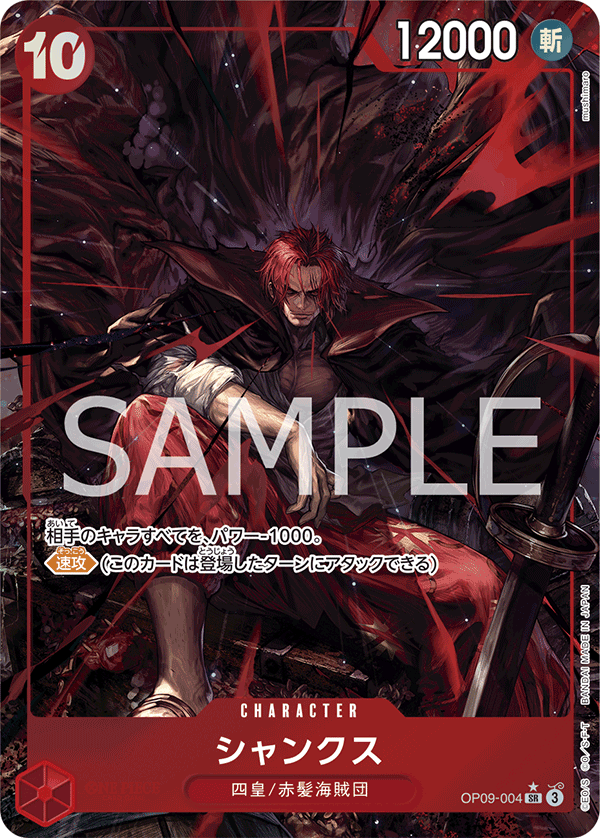 10
12000 斬
mushimaro
SAMPLE
相手のキャラすべてを、パワー-1000。
速攻 (このカードは登場したターンにアタックできる)
CHARACTER
シャンクス
四皇/赤髪海賊団
OP09-004 SR 3
©E.O/S ©O./S・F・T BANDAI MADE IN JAPAN